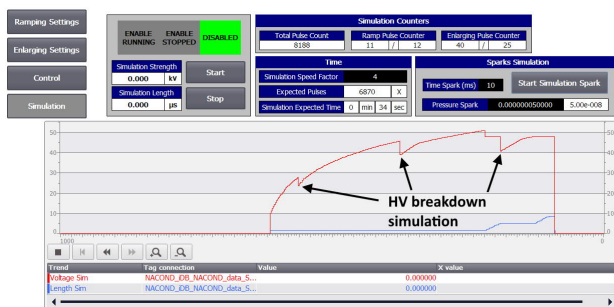 Ramping Settings
Enlarging Settings
Control
Simulation
ENABLE RUNNING
ENABLE STOPPED
DISABLED
Simulation Strength
0.000 kv
Start
Simulation Length
0.000 µs
Stop
Simulation Counters
Total Pulse Count
Ramp Pulse Counter
Enlarging Pulse Counter
8188
11 / 12
40 / 25
Time
Simulation Speed Factor 4
Expected Pulses 6870 X
Simulation Expected Time 0 min 34 sec
Sparks Simulation
Time Spark (ms) 10
Start Simulation Spark
Pressure Spark 0.000000050000 5.00e-008
50
40
30
20
10
0
1000
50
40
30
20
10
0
0
HV breakdown
simulation
Trend Tag connection Value X value
Voltage Sim NACOND_iDB_NACOND_data_S... 0.000000
Length Sim NACOND_iDB_NACOND_data_S... 0.000000